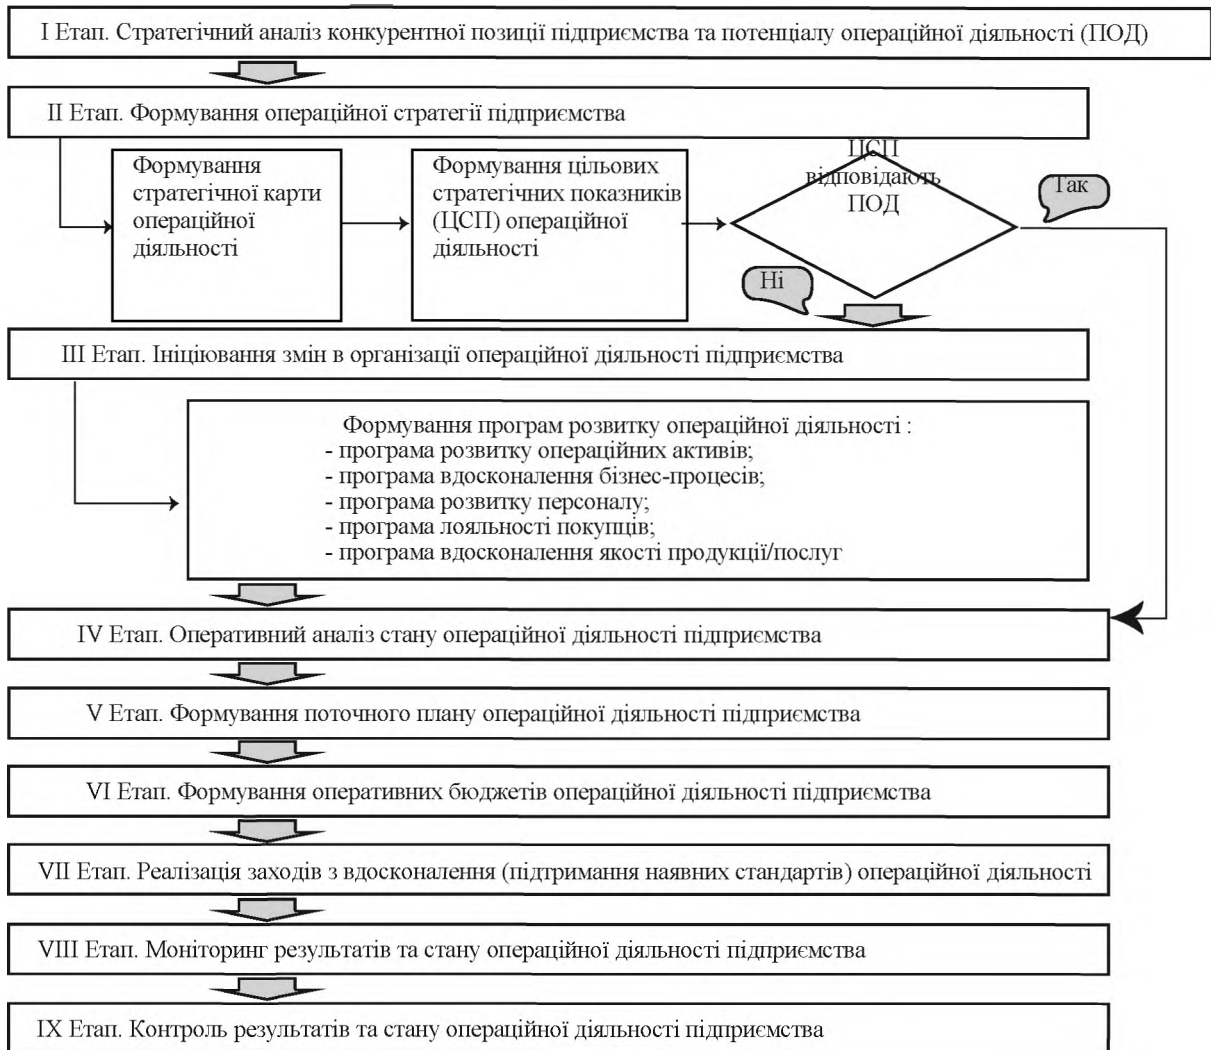 І Етап. Стратегічний аналіз конкурентної позиції підприємства та потенціалу операційної діяльності (ПОД)
ІІ Етап. Формування операційної стратегії підприємства
Формування
стратегічної карти
операційної
діяльності
Формування цільових
стратегічних показників
(ЦСП) операційної
діяльності
ЦСП
відповідають
ПОД
Так
Ні
ІІІ Етап. Ініціювання змін в організації операційної діяльності підприємства
Формування програм розвитку операційної діяльності :
- програма розвитку операційних активів;
- програма вдосконалення бізнес-процесів;
- програма розвитку персоналу;
- програма лояльності покупців;
- програма вдосконалення якості продукції/послуг
IV Етап. Оперативний аналіз стану операційної діяльності підприємства
V Етап. Формування поточного плану операційної діяльності підприємства
VI Етап. Формування оперативних бюджетів операційної діяльності підприємства
VII Етап. Реалізація заходів з вдосконалення (підтримання наявних стандартів) операційної діяльності
VIII Етап. Моніторинг результатів та стану операційної діяльності підприємства
IX Етап. Контроль результатів та стану операційної діяльності підприємства